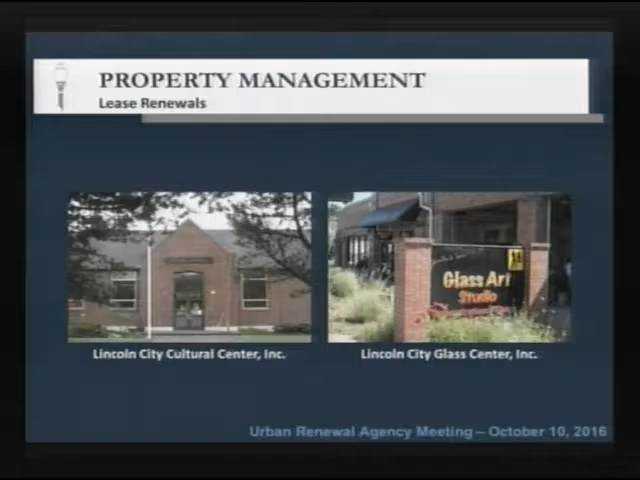 PROPERTY MANAGEMENT
Lease Renewals
Glass Art
Studio
Lincoln City Cultural Center, Inc.
Lincoln City Glass Center, Inc.
Urban Renewal Agency Meeting – October 10, 2016